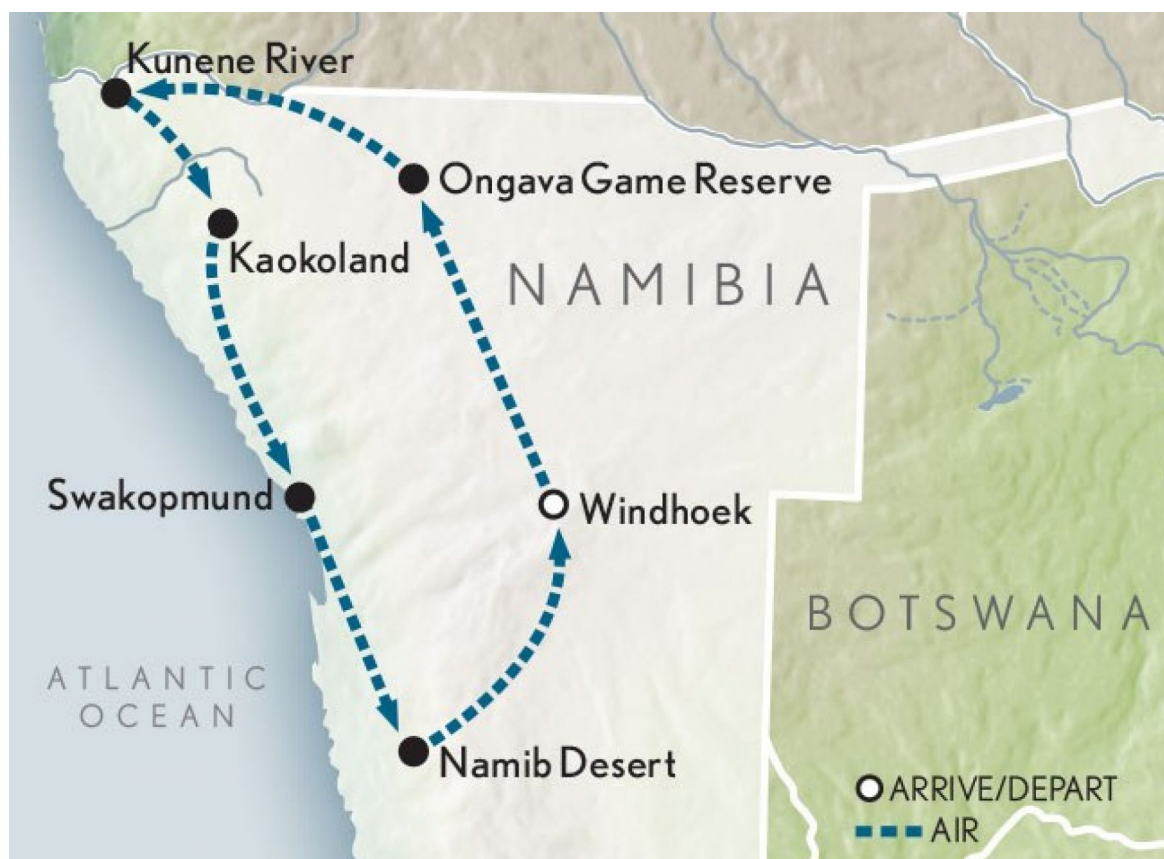 Kunene River
Ongava Game Reserve
Kaokoland
NAMIBIA
Swakopmund
Windhoek
BOTSWANA
ATLANTIC
OCEAN
Namib Desert
ARRIVE/DEPART
AIR